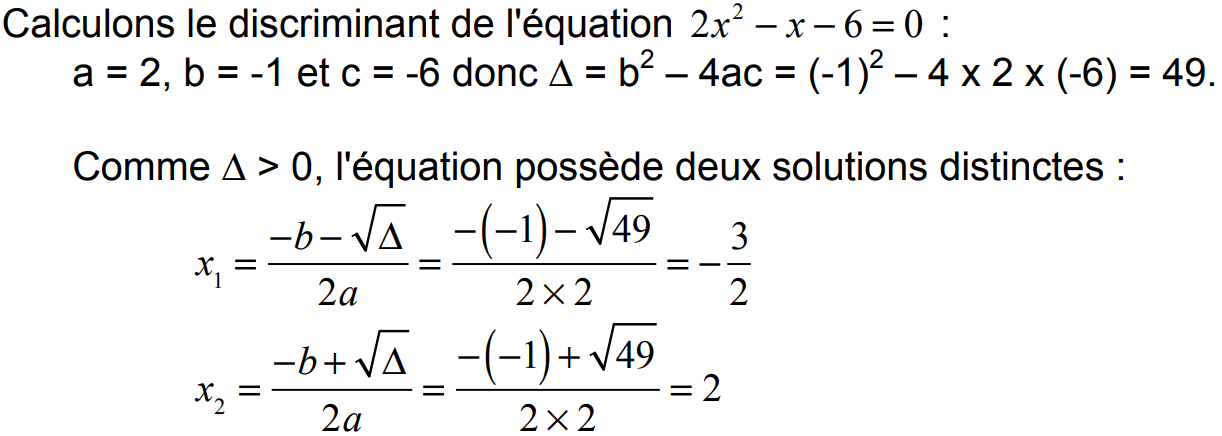 Calculons le discriminant de l'équation 2x² – x – 6 = 0 :
a = 2, b = -1 et c = -6 donc Δ = b² – 4ac = (-1)² – 4 x 2 x (-6) = 49.
Comme Δ > 0, l'équation possède deux solutions distinctes :
x₁ = (−b − √Δ)/(2a) = (−(−1) − √49)/(2 × 2) = −3/2
x₂ = (−b + √Δ)/(2a) = (−(−1) + √49)/(2 × 2) = 2